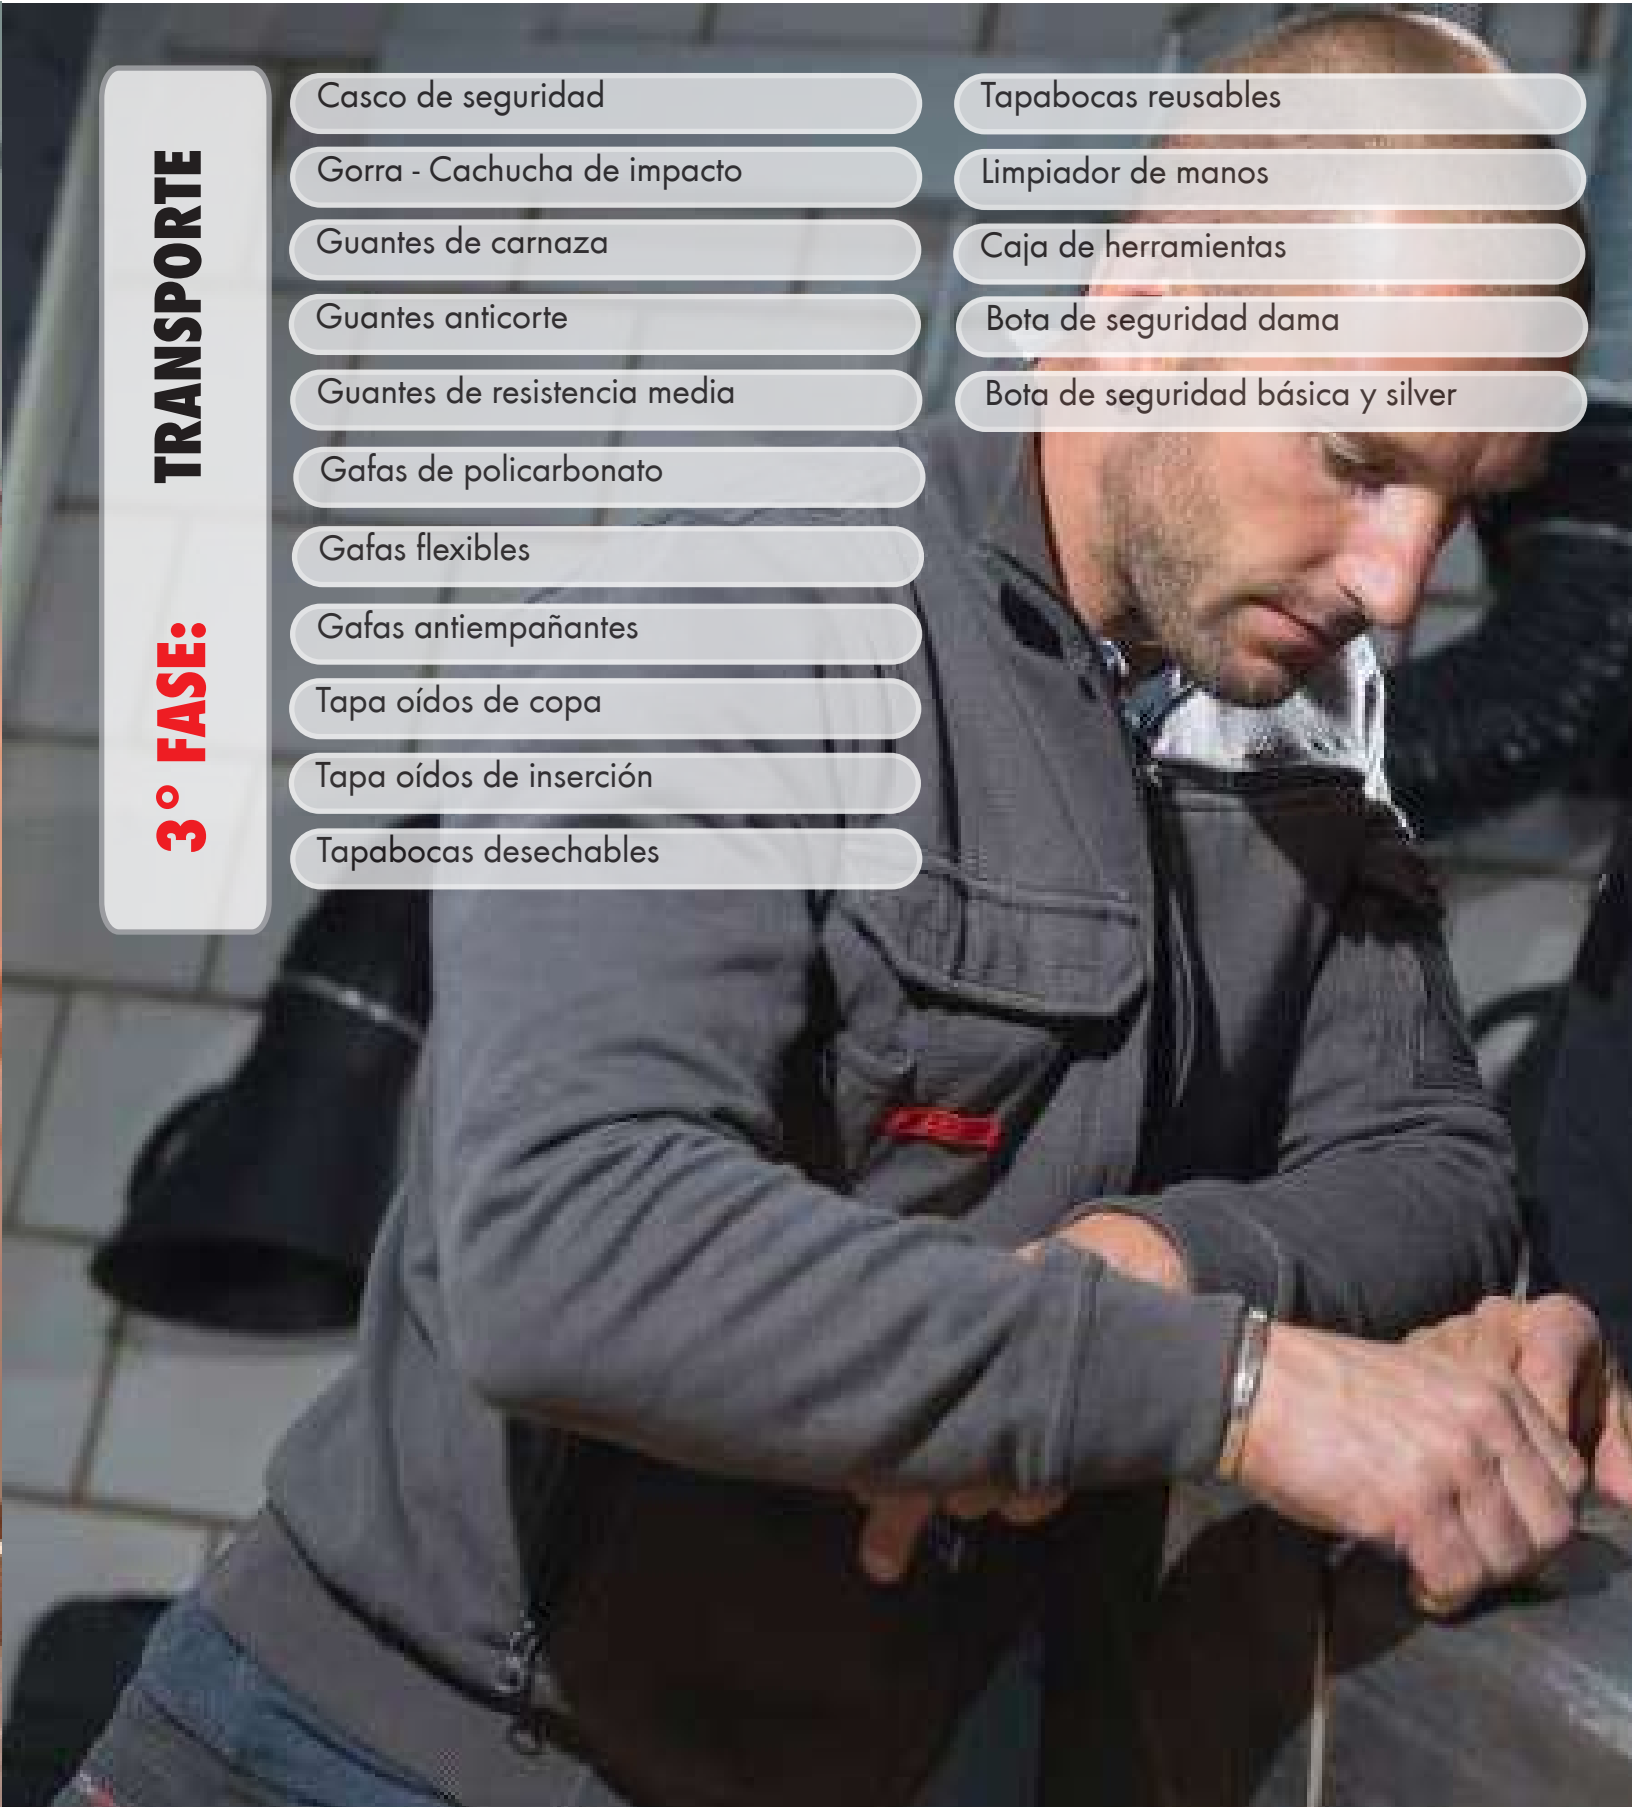 3° FASE: TRANSPORTE
Casco de seguridad
Gorra - Cachucha de impacto
Guantes de carnaza
Guantes anticorte
Guantes de resistencia media
Gafas de policarbonato
Gafas flexibles
Gafas antiempañantes
Tapa oídos de copa
Tapa oídos de inserción
Tapabocas desechables
Tapabocas reusables
Limpiador de manos
Caja de herramientas
Bota de seguridad dama
Bota de seguridad básica y silver